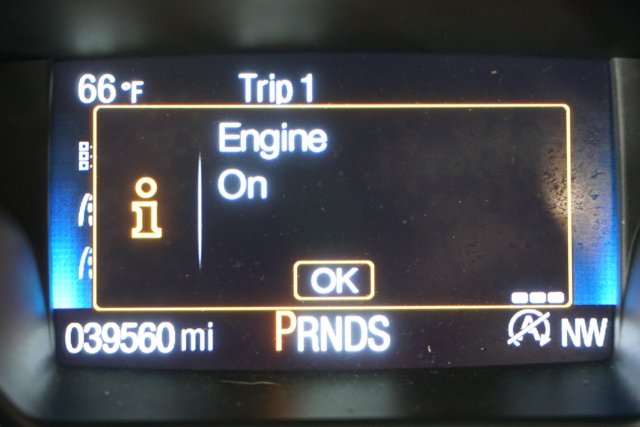 66°F Trip 1
Engine
On
OK
039560 mi PRNDS NW